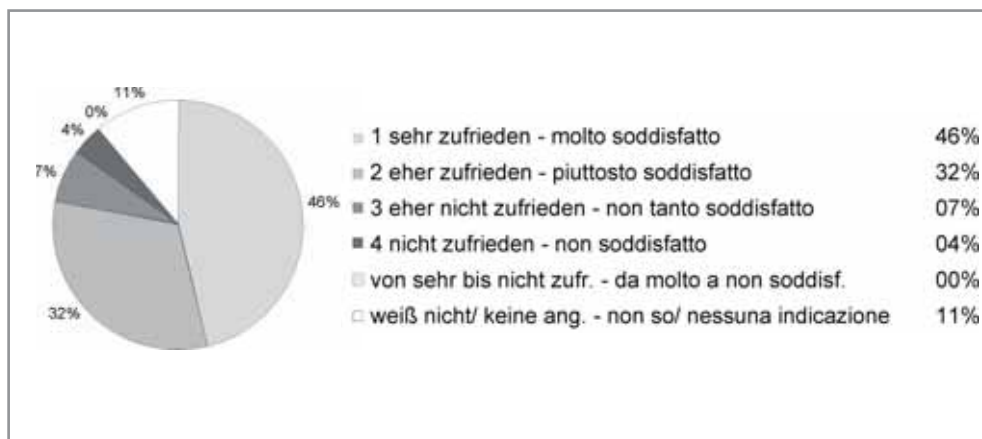 11%
0%
4%
7%
46%
32%
1 sehr zufrieden - molto soddisfatto 46%
2 eher zufrieden - piuttosto soddisfatto 32%
3 eher nicht zufrieden - non tanto soddisfatto 07%
4 nicht zufrieden - non soddisfatto 04%
von sehr bis nicht zufr. - da molto a non soddisf. 00%
weiß nicht/ keine ang. - non so/ nessuna indicazione 11%